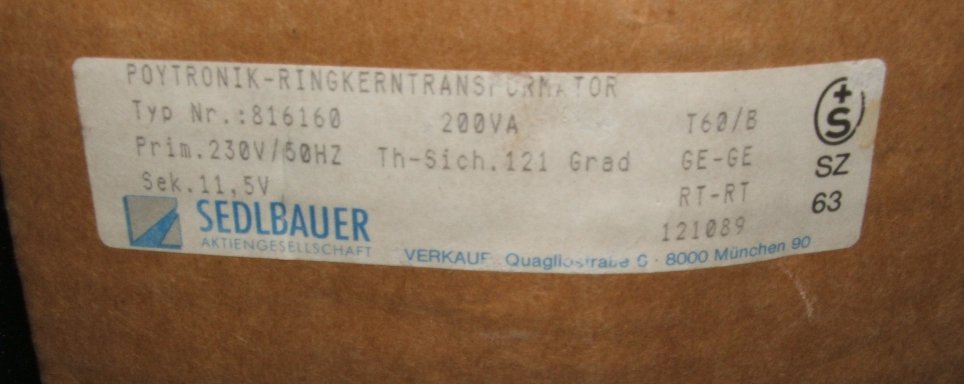 POYTRONIK-RINGKERNTRANSFORMATOR
Typ Nr.:816160 200VA T60/B
Prim.230V/50HZ Th-Sich.121 Grad GE-GE
Sek.11,5V RT-RT
121089
SEDLBAUER
AKTIENGESELLSCHAFT
VERKAUF Quagliostraße 6 · 8000 München 90
+S
SZ
63